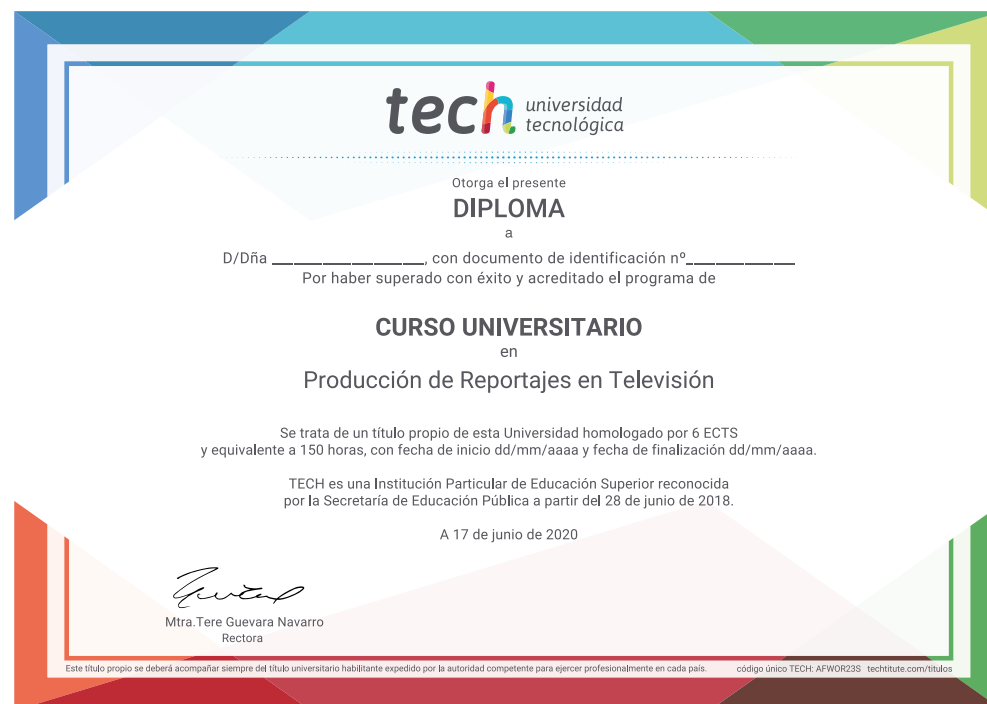 tech universidad
tecnológica
Otorga el presente
DIPLOMA
a
D/Dña __________________, con documento de identificación nº_____________
Por haber superado con éxito y acreditado el programa de
CURSO UNIVERSITARIO
en
Producción de Reportajes en Televisión
Se trata de un título propio de esta Universidad homologado por 6 ECTS
y equivalente a 150 horas, con fecha de inicio dd/mm/aaaa y fecha de finalización dd/mm/aaaa.
TECH es una Institución Particular de Educación Superior reconocida
por la Secretaría de Educación Pública a partir del 28 de junio de 2018.
A 17 de junio de 2020
Mtra.Tere Guevara Navarro
Rectora
Este título propio se deberá acompañar siempre del título universitario habilitante expedido por la autoridad competente para ejercer profesionalmente en cada país. código único TECH: AFWOR23S techtitute.com/titulos